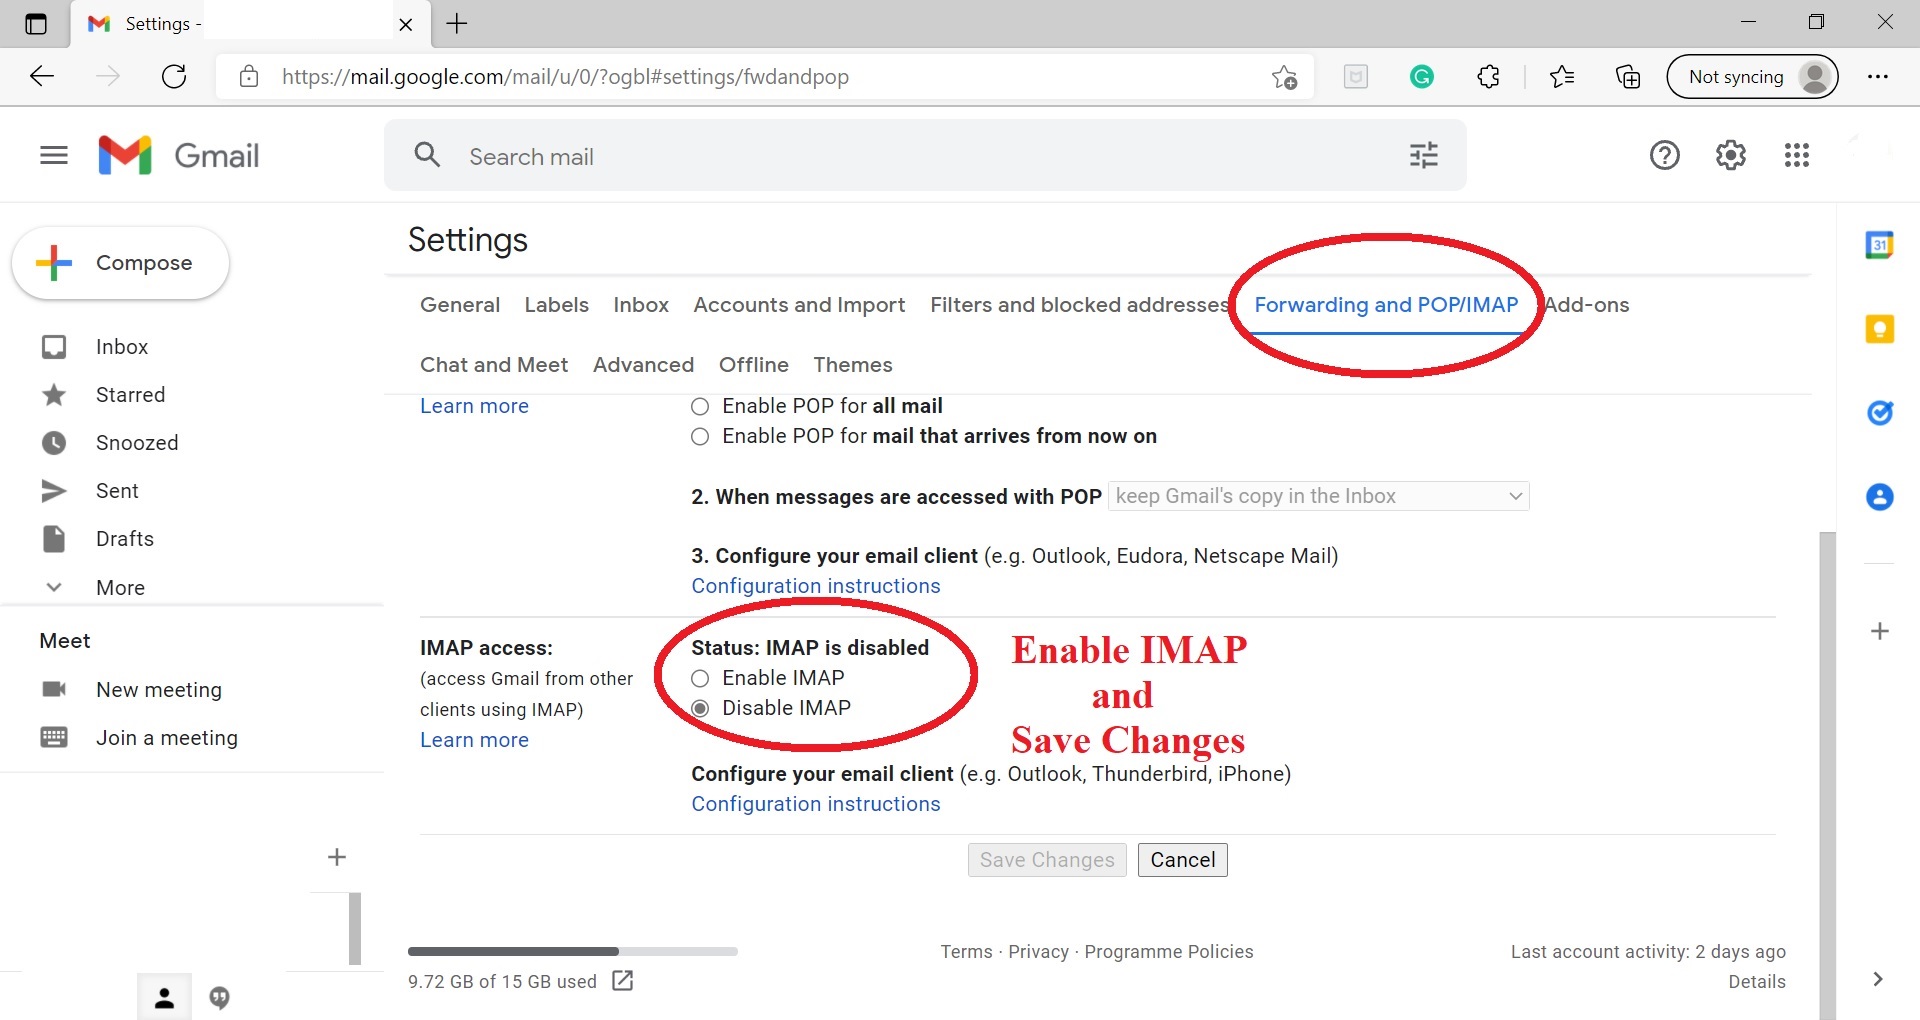 Settings -
https://mail.google.com/mail/u/0/?ogbl#settings/fwdandpop
Not syncing
Gmail
Search mail
Compose
Inbox
Starred
Snoozed
Sent
Drafts
More
Meet
New meeting
Join a meeting
Settings
General Labels Inbox Accounts and Import Filters and blocked addresses Forwarding and POP/IMAP Add-ons
Chat and Meet Advanced Offline Themes
Learn more
Enable POP for all mail
Enable POP for mail that arrives from now on
2. When messages are accessed with POP keep Gmail's copy in the Inbox
3. Configure your email client (e.g. Outlook, Eudora, Netscape Mail)
Configuration instructions
IMAP access:
(access Gmail from other
clients using IMAP)
Learn more
Status: IMAP is disabled
Enable IMAP
Disable IMAP
Enable IMAP
and
Save Changes
Configure your email client (e.g. Outlook, Thunderbird, iPhone)
Configuration instructions
Save Changes Cancel
9.72 GB of 15 GB used
Terms · Privacy · Programme Policies
Last account activity: 2 days ago
Details
31